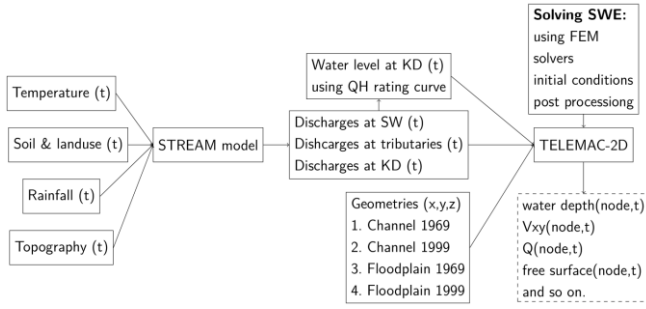 Temperature (t)
Soil & landuse (t)
Rainfall (t)
Topography (t)
STREAM model
Water level at KD (t)
using QH rating curve
Discharges at SW (t)
Dishcarges at tributaries (t)
Discharges at KD (t)
Geometries (x,y,z)
1. Channel 1969
2. Channel 1999
3. Floodplain 1969
4. Floodplain 1999
Solving SWE:
using FEM
solvers
initial conditions
post processiong
TELEMAC-2D
water depth(node,t)
Vxy(node,t)
Q(node,t)
free surface(node,t)
and so on.